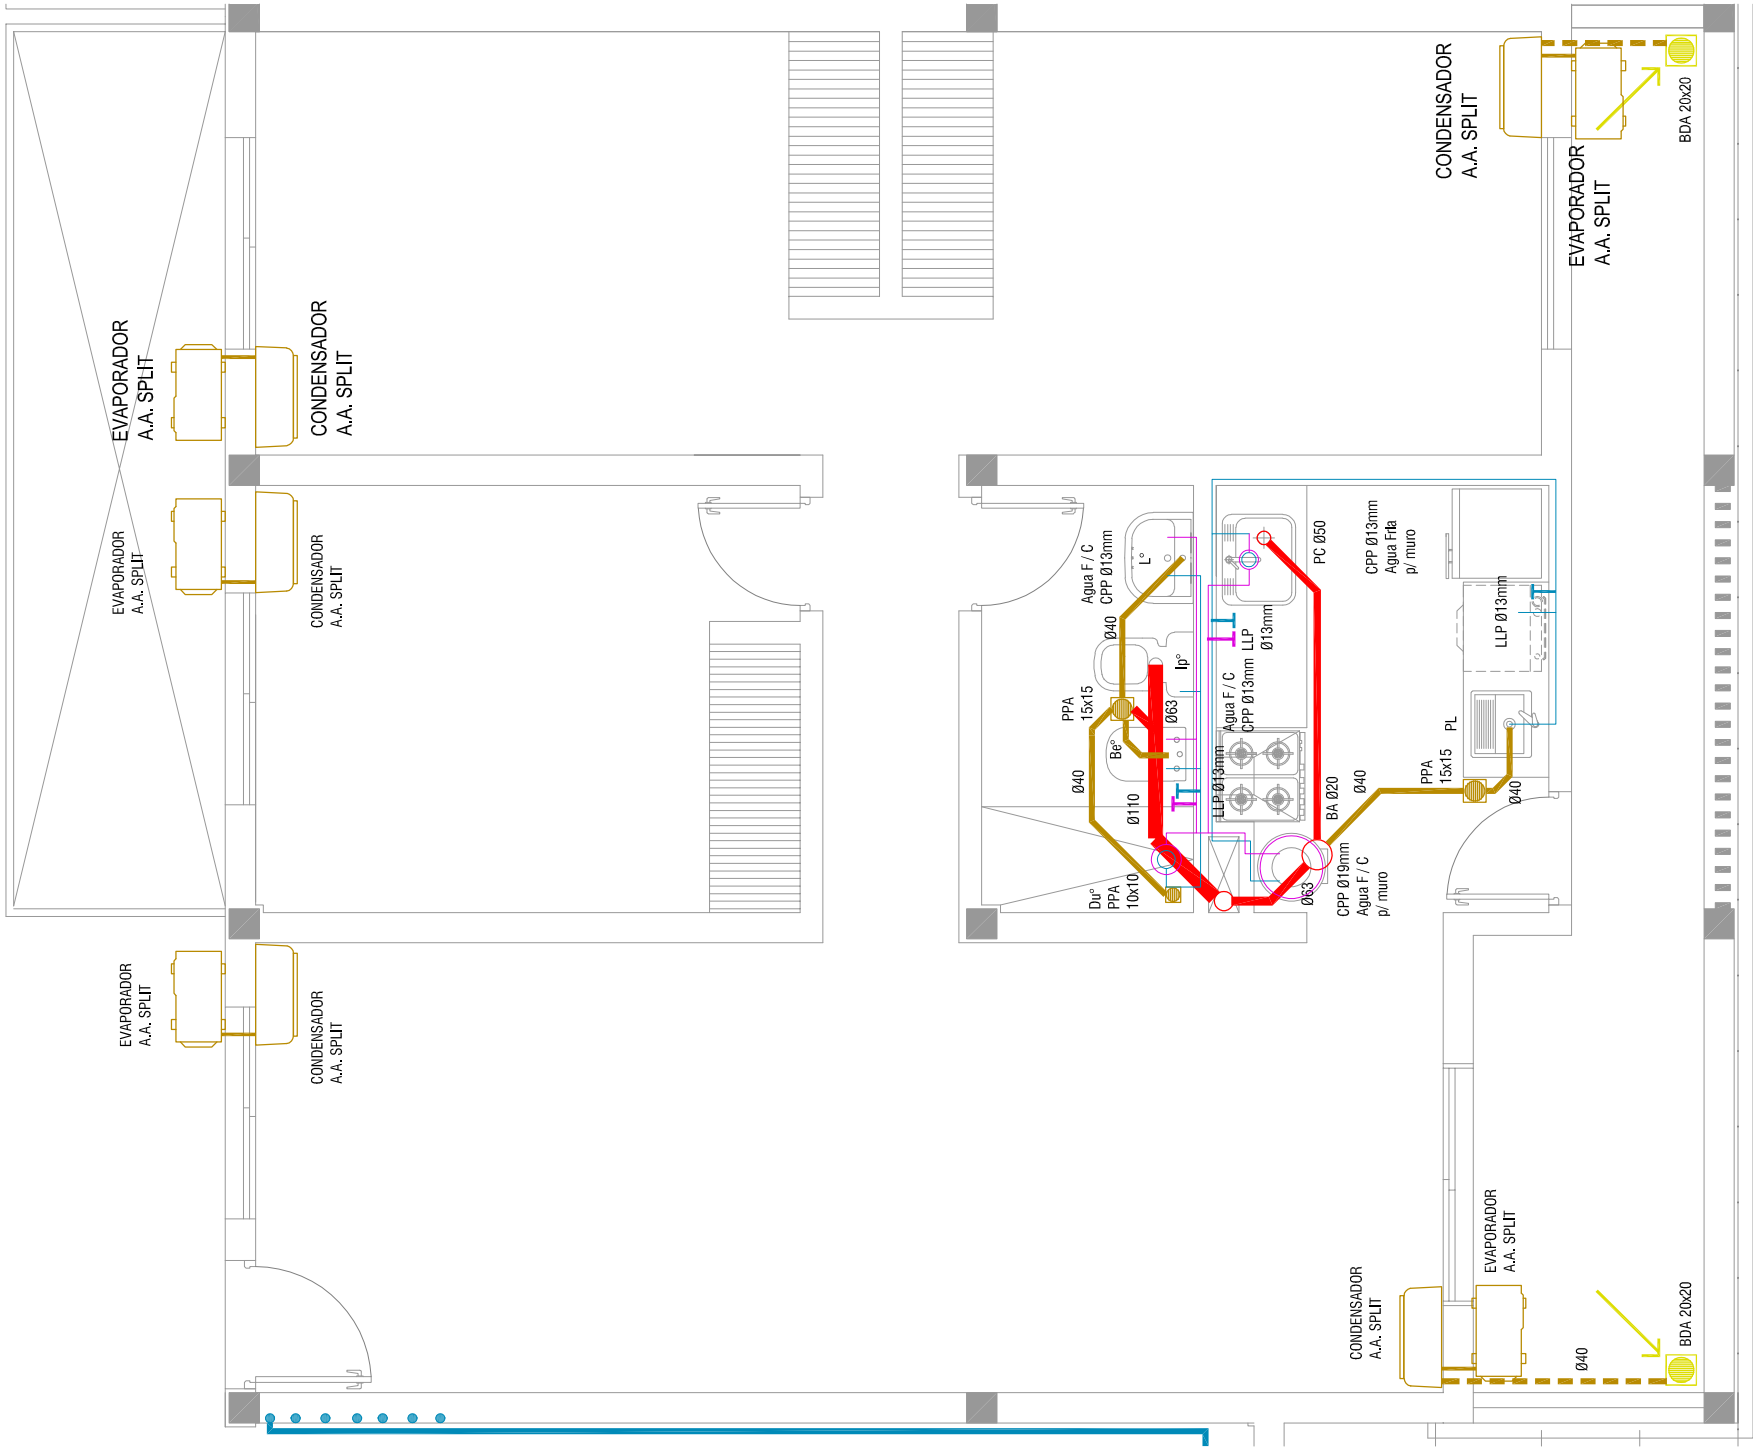 CONDENSADOR
A.A. SPLIT
EVAPORADOR
A.A. SPLIT
BDA 20x20
EVAPORADOR
A.A. SPLIT
CONDENSADOR
A.A. SPLIT
EVAPORADOR
A.A. SPLIT
CONDENSADOR
A.A. SPLIT
Agua F / C
CPP Ø13mm
L°
Ø40
Ip°
PPA
15x15
Ø63
Be°
Ø40
Ø110
Du°
PPA
10x10
LLP Ø13mm
Agua F / C
CPP Ø13mm
LLP
Ø13mm
PC Ø50
CPP Ø13mm
Agua Fría
p/ muro
LLP Ø13mm
PL
PPA
15x15
Ø40
Ø40
BA Ø20
Ø63
CPP Ø19mm
Agua F / C
p/ muro
EVAPORADOR
A.A. SPLIT
CONDENSADOR
A.A. SPLIT
CONDENSADOR
A.A. SPLIT
EVAPORADOR
A.A. SPLIT
Ø40
BDA 20x20